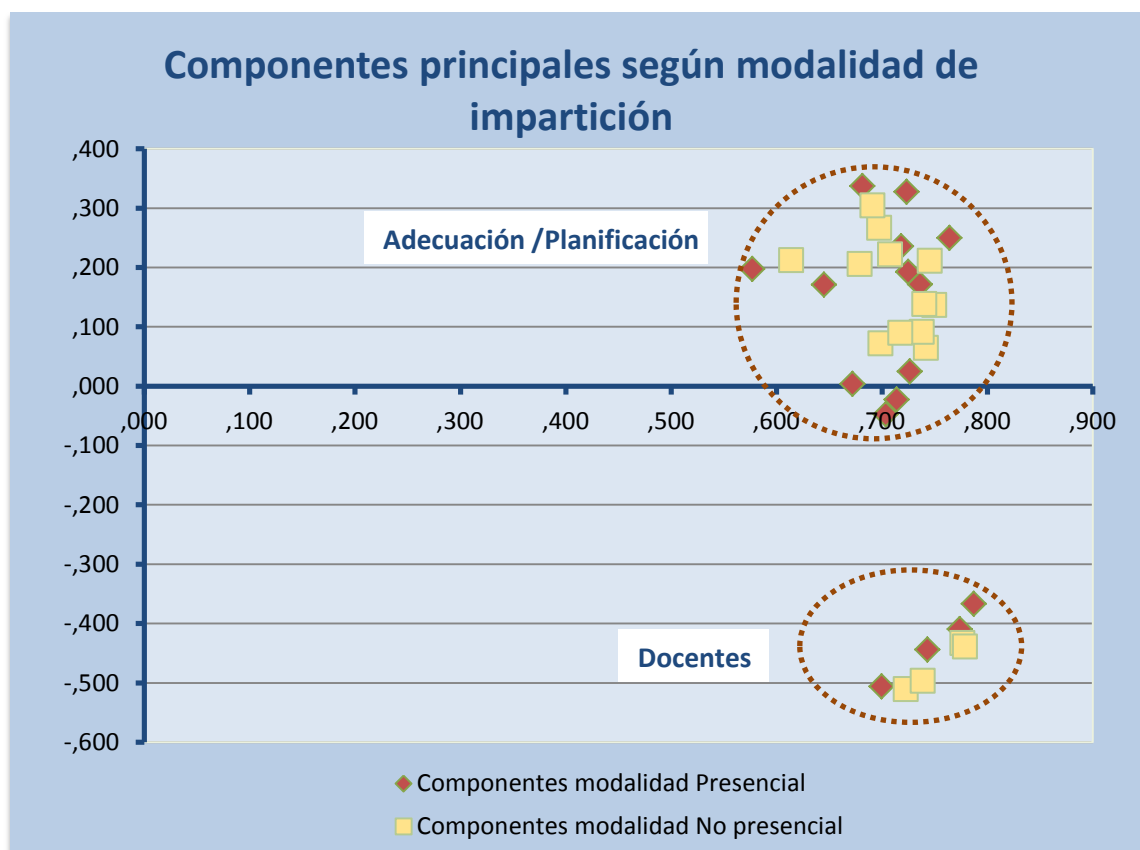 Componentes principales según modalidad de
impartición
,400
,300
Adecuación /Planificación
,200
,100
,000
,000 ,100 ,200 ,300 ,400 ,500 ,600 ,700 ,800 ,900
-,100
-,200
-,300
-,400
Docentes
-,500
-,600
Componentes modalidad Presencial
Componentes modalidad No presencial